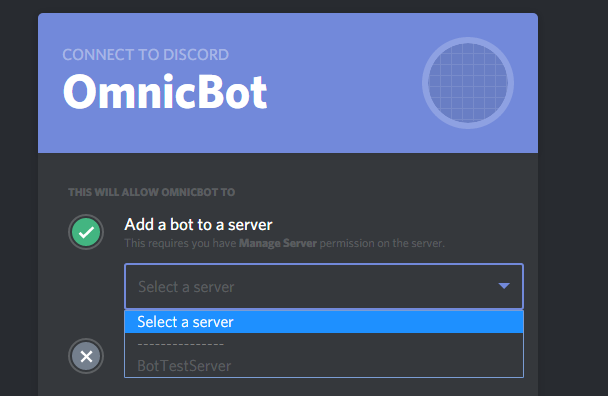 CONNECT TO DISCORD
OmnicBot
THIS WILL ALLOW OMNICBOT TO
Add a bot to a server
This requires you have Manage Server permission on the server.
Select a server
Select a server
---------------
BotTestServer